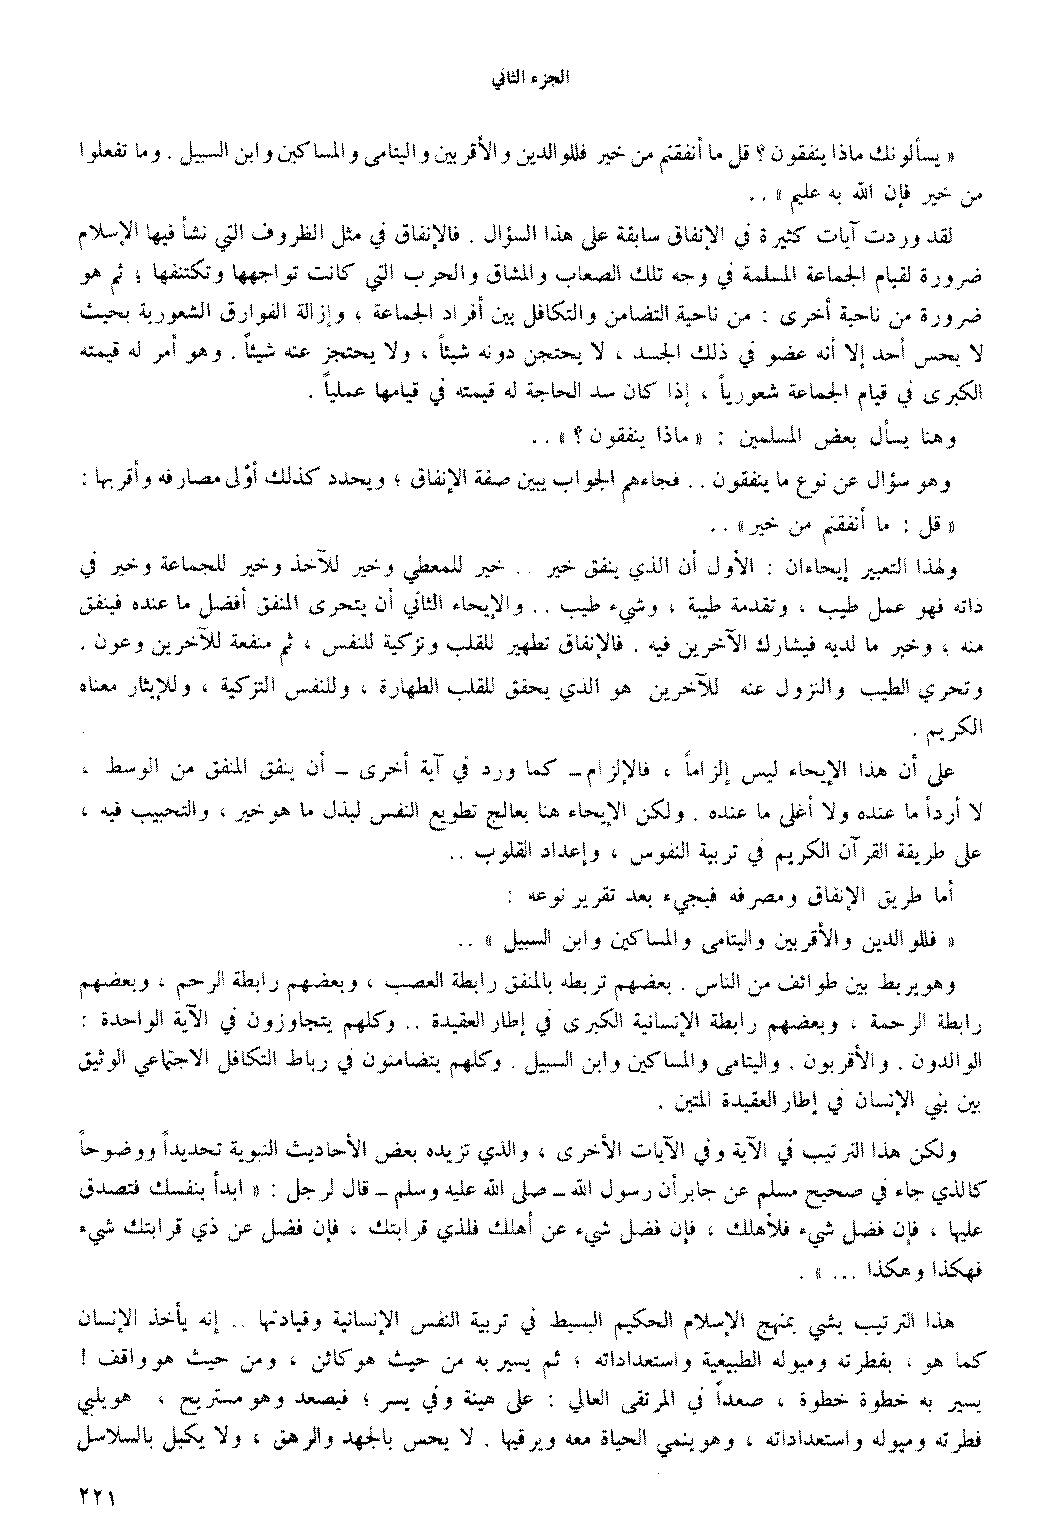 الجزء الثاني
« يسألونك ماذا ينفقون ؟ قل ما أنفقتم من خير فللوالدين والأقربين واليتامى والمساكين وابن السبيل . وما تفعلوا
من خير فإن الله به عليم » . .
لقد وردت آيات كثيرة في الإنفاق سابقة على هذا السؤال . فالإنفاق في مثل الظروف التي نشأ فيها الإسلام
ضرورة لقيام الجماعة المسلمة في وجه تلك الصعاب والمشاق والحرب التي كانت تواجهها وتكتنفها ؛ ثم هو
ضرورة من ناحية أخرى : من ناحية التضامن والتكافل بين أفراد الجماعة ، وإزالة الفوارق الشعورية بحيث
لا يحس أحد إلا أنه عضو في ذلك الجسد ، لا يحتجن دونه شيئاً ، ولا يحتجز عنه شيئاً . وهو أمر له قيمته
الكبرى في قيام الجماعة شعورياً ، إذا كان سد الحاجة له قيمته في قيامها عملياً .
وهنا يسأل بعض المسلمين : « ماذا ينفقون ؟ » . .
وهو سؤال عن نوع ما ينفقون . . فجاءهم الجواب يبين صفة الإنفاق ؛ ويحدد كذلك أوْلى مصارفه وأقربها :
« قل : ما أنفقتم من خير » . .
ولهذا التعبير إيحاءان : الأول أن الذي ينفق خير . . خير للمعطي وخير للآخذ وخير للجماعة وخير في
ذاته فهو عمل طيب ، وتقدمة طيبة ، وشيء طيب . . والإيحاء الثاني أن يتحرى المنفق أفضل ما عنده فينفق
منه ، وخير ما لديه فيشارك الآخرين فيه . فالإنفاق تطهير للقلب وتزكية للنفس ، ثم منفعة للآخرين وعون .
وتحري الطيب والنزول عنه للآخرين هو الذي يحقق للقلب الطهارة ، وللنفس التزكية ، وللإيثار معناه
الكريم .
على أن هذا الإيحاء ليس إلزاماً ، فالإلزام – كما ورد في آية أخرى – أن ينفق المنفق من الوسط ،
لا أردأ ما عنده ولا أغلى ما عنده . ولكن الإيحاء هنا يعالج تطويع النفس لبذل ما هو خير ، والتحبيب فيه ،
على طريقة القرآن الكريم في تربية النفوس ، وإعداد القلوب . .
أما طريق الإنفاق ومصرفه فيجيء بعد تقرير نوعه :
« فللوالدين والأقربين واليتامى والمساكين وابن السبيل » . .
وهو يربط بين طوائف من الناس . بعضهم تربطه بالمنفق رابطة العصب ، وبعضهم رابطة الرحم ، وبعضهم
رابطة الرحمة ، وبعضهم رابطة الإنسانية الكبرى في إطار العقيدة . . وكلهم يتجاوزون في الآية الواحدة :
الوالدون . والأقربون . واليتامى والمساكين وابن السبيل . وكلهم يتضامنون في رباط التكافل الاجتماعي الوثيق
بين بني الإنسان في إطار العقيدة المتين .
ولكن هذا الترتيب في الآية وفي الآيات الأخرى ، والذي تزيده بعض الأحاديث النبوية تحديداً ووضوحاً
كالذي جاء في صحيح مسلم عن جابر أن رسول الله – صلى الله عليه وسلم – قال لرجل : « ابدأ بنفسك فتصدق
عليها ، فإن فضل شيء فلأهلك ، فإن فضل شيء عن أهلك فلذي قرابتك ، فإن فضل عن ذي قرابتك شيء
فهكذا وهكذا ... » .
هذا الترتيب يشي بمنهج الإسلام الحكيم البسيط في تربية النفس الإنسانية وقيادتها . . إنه يأخذ الإنسان
كما هو ، بفطرته وميوله الطبيعية واستعداداته ؛ ثم يسير به من حيث هو كائن ، ومن حيث هو واقف !
يسير به خطوة خطوة ، صعداً في المرتقى العالي : على هينة وفي يسر ؛ فيصعد وهو مستريح ، هو يلبي
فطرته وميوله واستعداداته ، وهو ينمي الحياة معه ويرقيها . لا يحس بالجهد والرهق ، ولا يكبل بالسلاسل
٢٢١